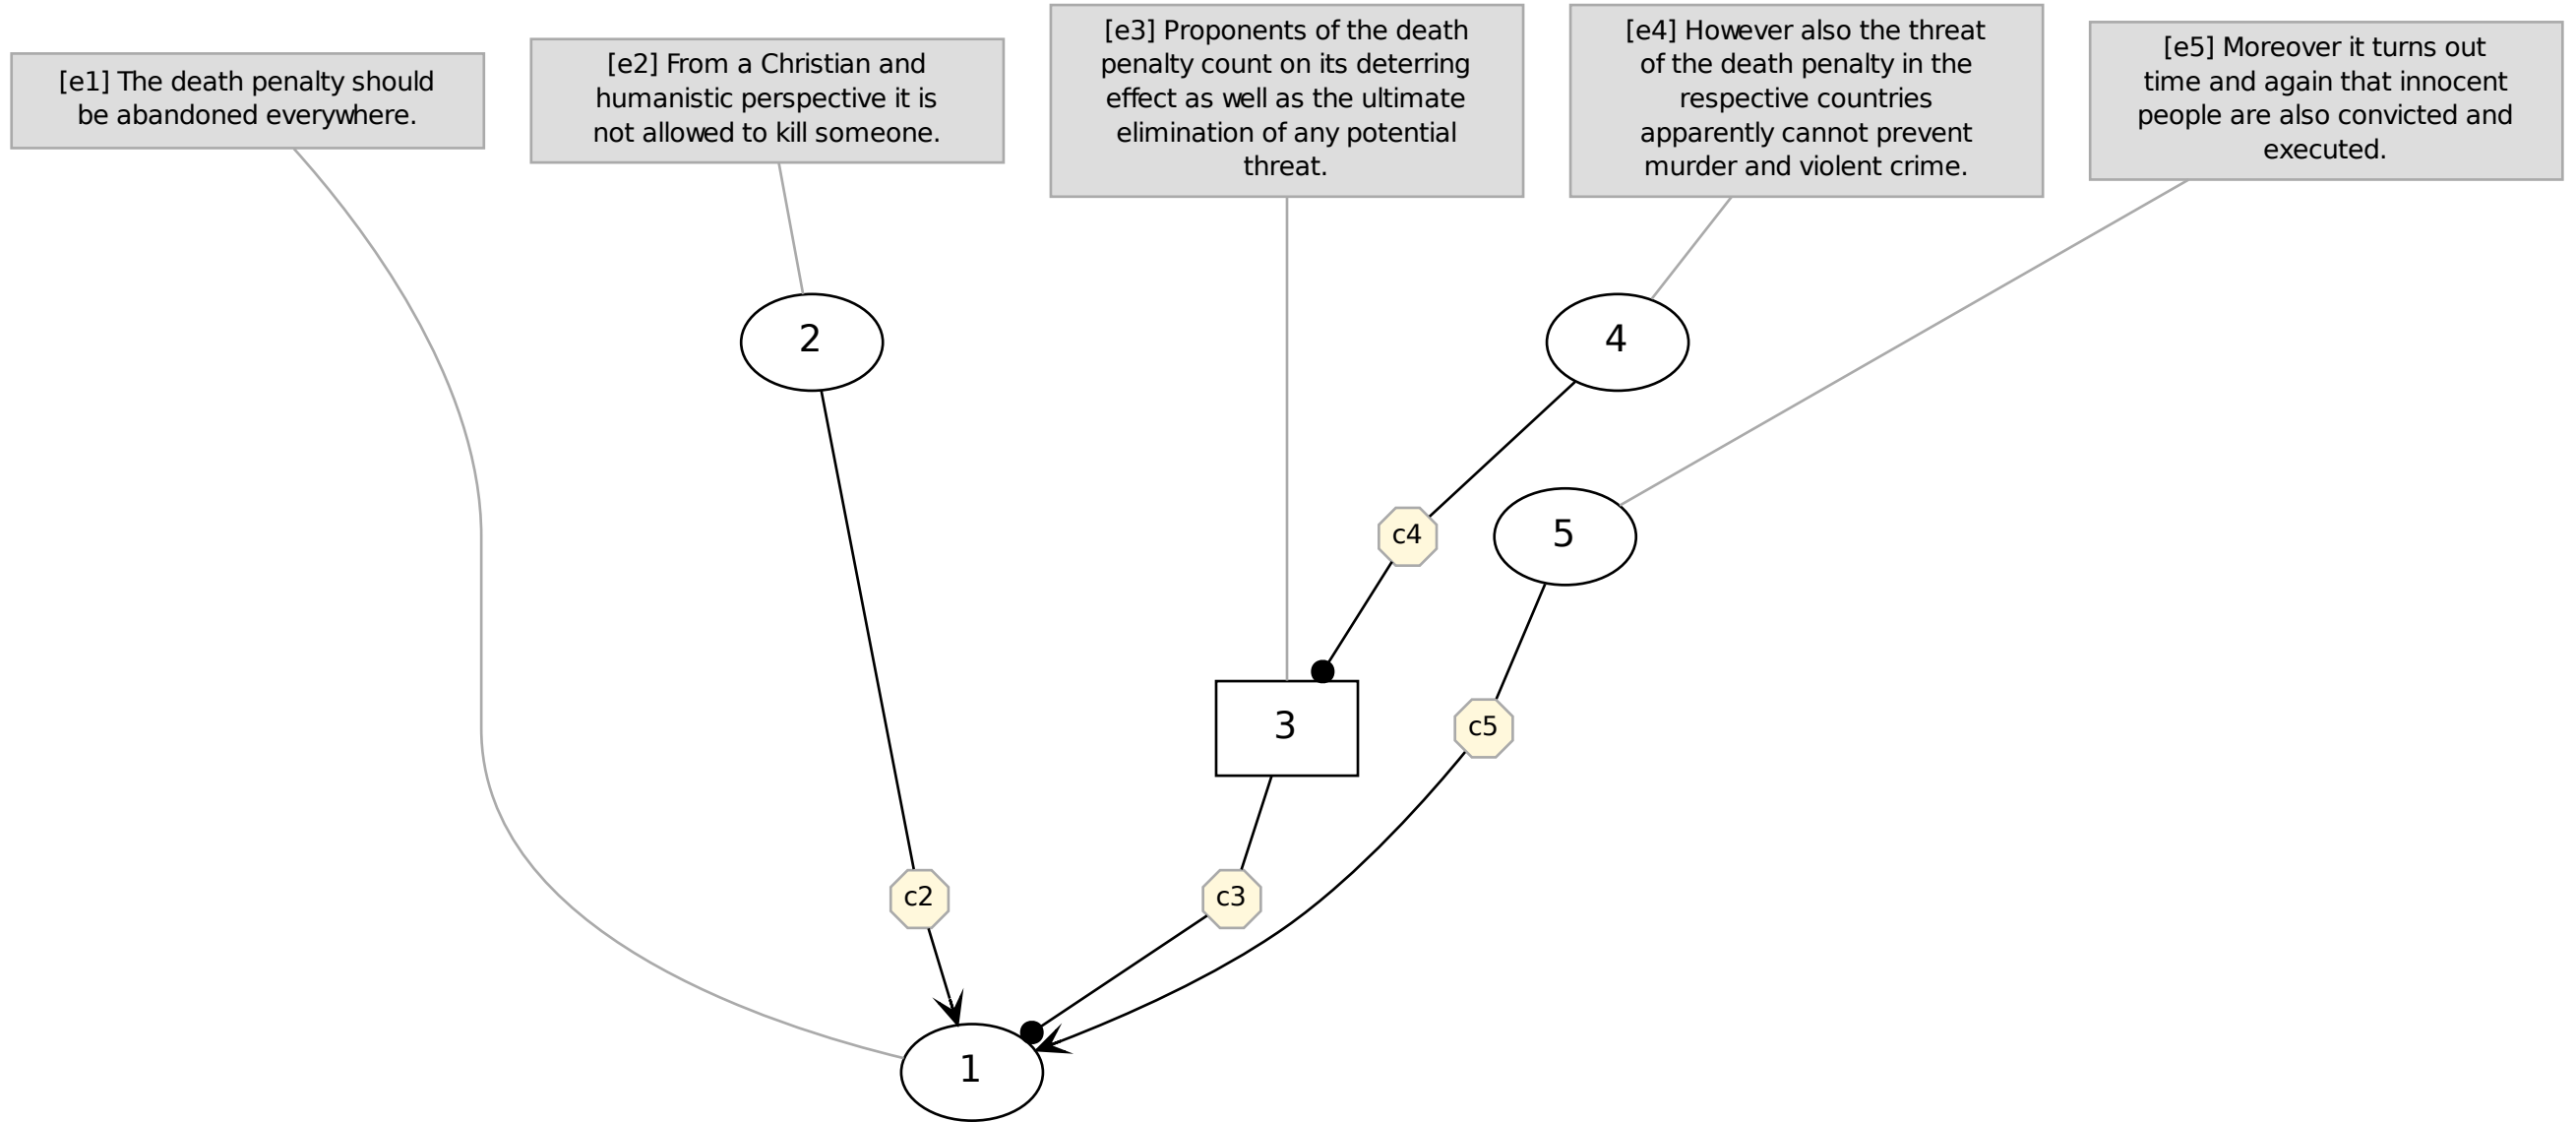 [e1] The death penalty should
be abandoned everywhere.
[e2] From a Christian and
humanistic perspective it is
not allowed to kill someone.
[e3] Proponents of the death
penalty count on its deterring
effect as well as the ultimate
elimination of any potential
threat.
[e4] However also the threat
of the death penalty in the
respective countries
apparently cannot prevent
murder and violent crime.
[e5] Moreover it turns out
time and again that innocent
people are also convicted and
executed.
2
4
c4
5
3
c5
c2
c3
1